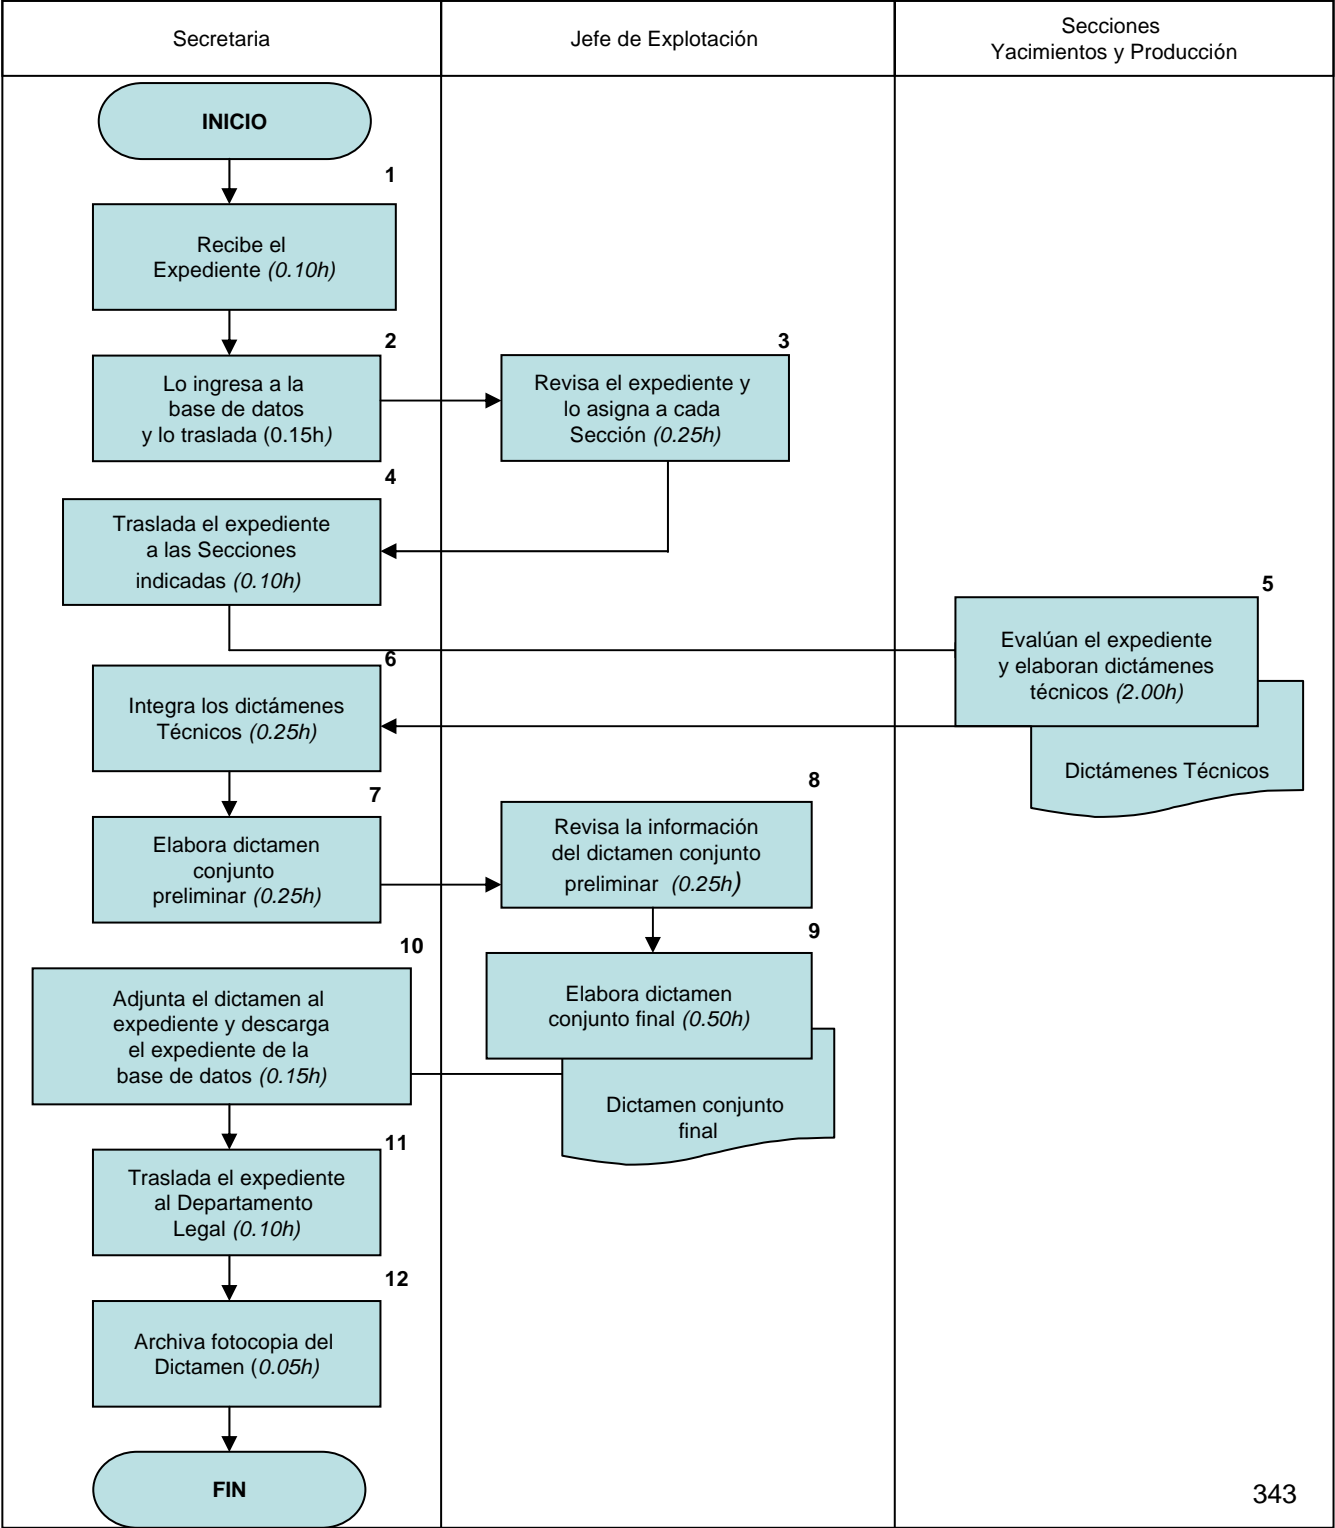 Secretaria
Jefe de Explotación
Secciones
Yacimientos y Producción
INICIO
1
Recibe el
Expediente (0.10h)
2
Lo ingresa a la
base de datos
y lo traslada (0.15h)
3
Revisa el expediente y
lo asigna a cada
Sección (0.25h)
4
Traslada el expediente
a las Secciones
indicadas (0.10h)
5
Evalúan el expediente
y elaboran dictámenes
técnicos (2.00h)
Dictámenes Técnicos
6
Integra los dictámenes
Técnicos (0.25h)
7
Elabora dictamen
conjunto
preliminar (0.25h)
8
Revisa la información
del dictamen conjunto
preliminar (0.25h)
9
Elabora dictamen
conjunto final (0.50h)
Dictamen conjunto
final
10
Adjunta el dictamen al
expediente y descarga
el expediente de la
base de datos (0.15h)
11
Traslada el expediente
al Departamento
Legal (0.10h)
12
Archiva fotocopia del
Dictamen (0.05h)
FIN
343